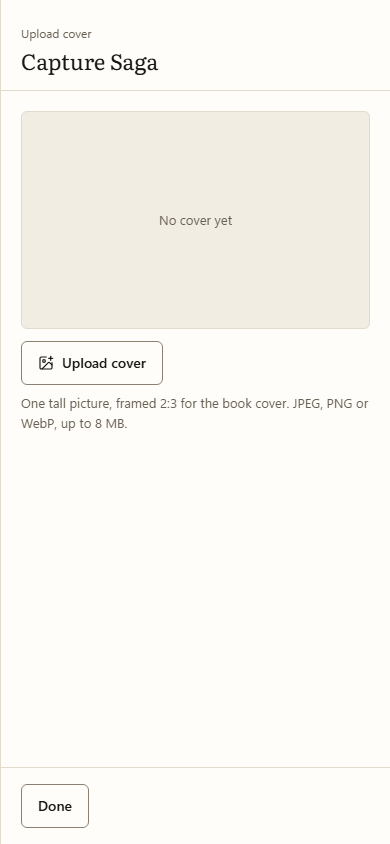 Upload cover
Capture Saga
No cover yet
Upload cover
One tall picture, framed 2:3 for the book cover. JPEG, PNG or
WebP, up to 8 MB.
Done